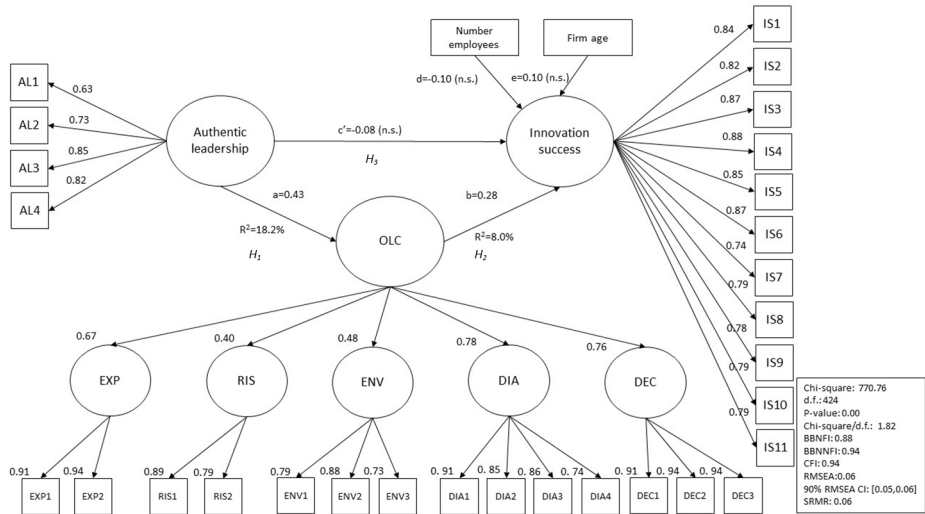 Number
employees
Firm age
d=-0.10 (n.s.)
e=0.10 (n.s.)
AL1
AL2
AL3
AL4
0.63
0.73
0.85
0.82
Authentic
leadership
c'=-0.08 (n.s.)
H3
Innovation
success
a=0.43
R2=18.2%
H1
OLC
b=0.28
R2=8.0%
H2
0.84
0.82
0.87
0.88
0.85
0.87
0.74
0.79
0.78
0.79
0.79
IS1
IS2
IS3
IS4
IS5
IS6
IS7
IS8
IS9
IS10
IS11
0.67
0.40
0.48
0.78
0.76
EXP
RIS
ENV
DIA
DEC
0.91
0.94
0.89
0.79
0.79
0.88
0.73
0.91
0.85
0.86
0.74
0.91
0.94
0.94
EXP1
EXP2
RIS1
RIS2
ENV1
ENV2
ENV3
DIA1
DIA2
DIA3
DIA4
DEC1
DEC2
DEC3
Chi-square: 770.76
d.f.:424
P-value: 0.00
Chi-square/d.f.: 1.82
BBNFI: 0.88
BBNNFI: 0.94
CFI: 0.94
RMSEA:0.06
90% RMSEA CI: [0.05,0.06]
SRMR: 0.06